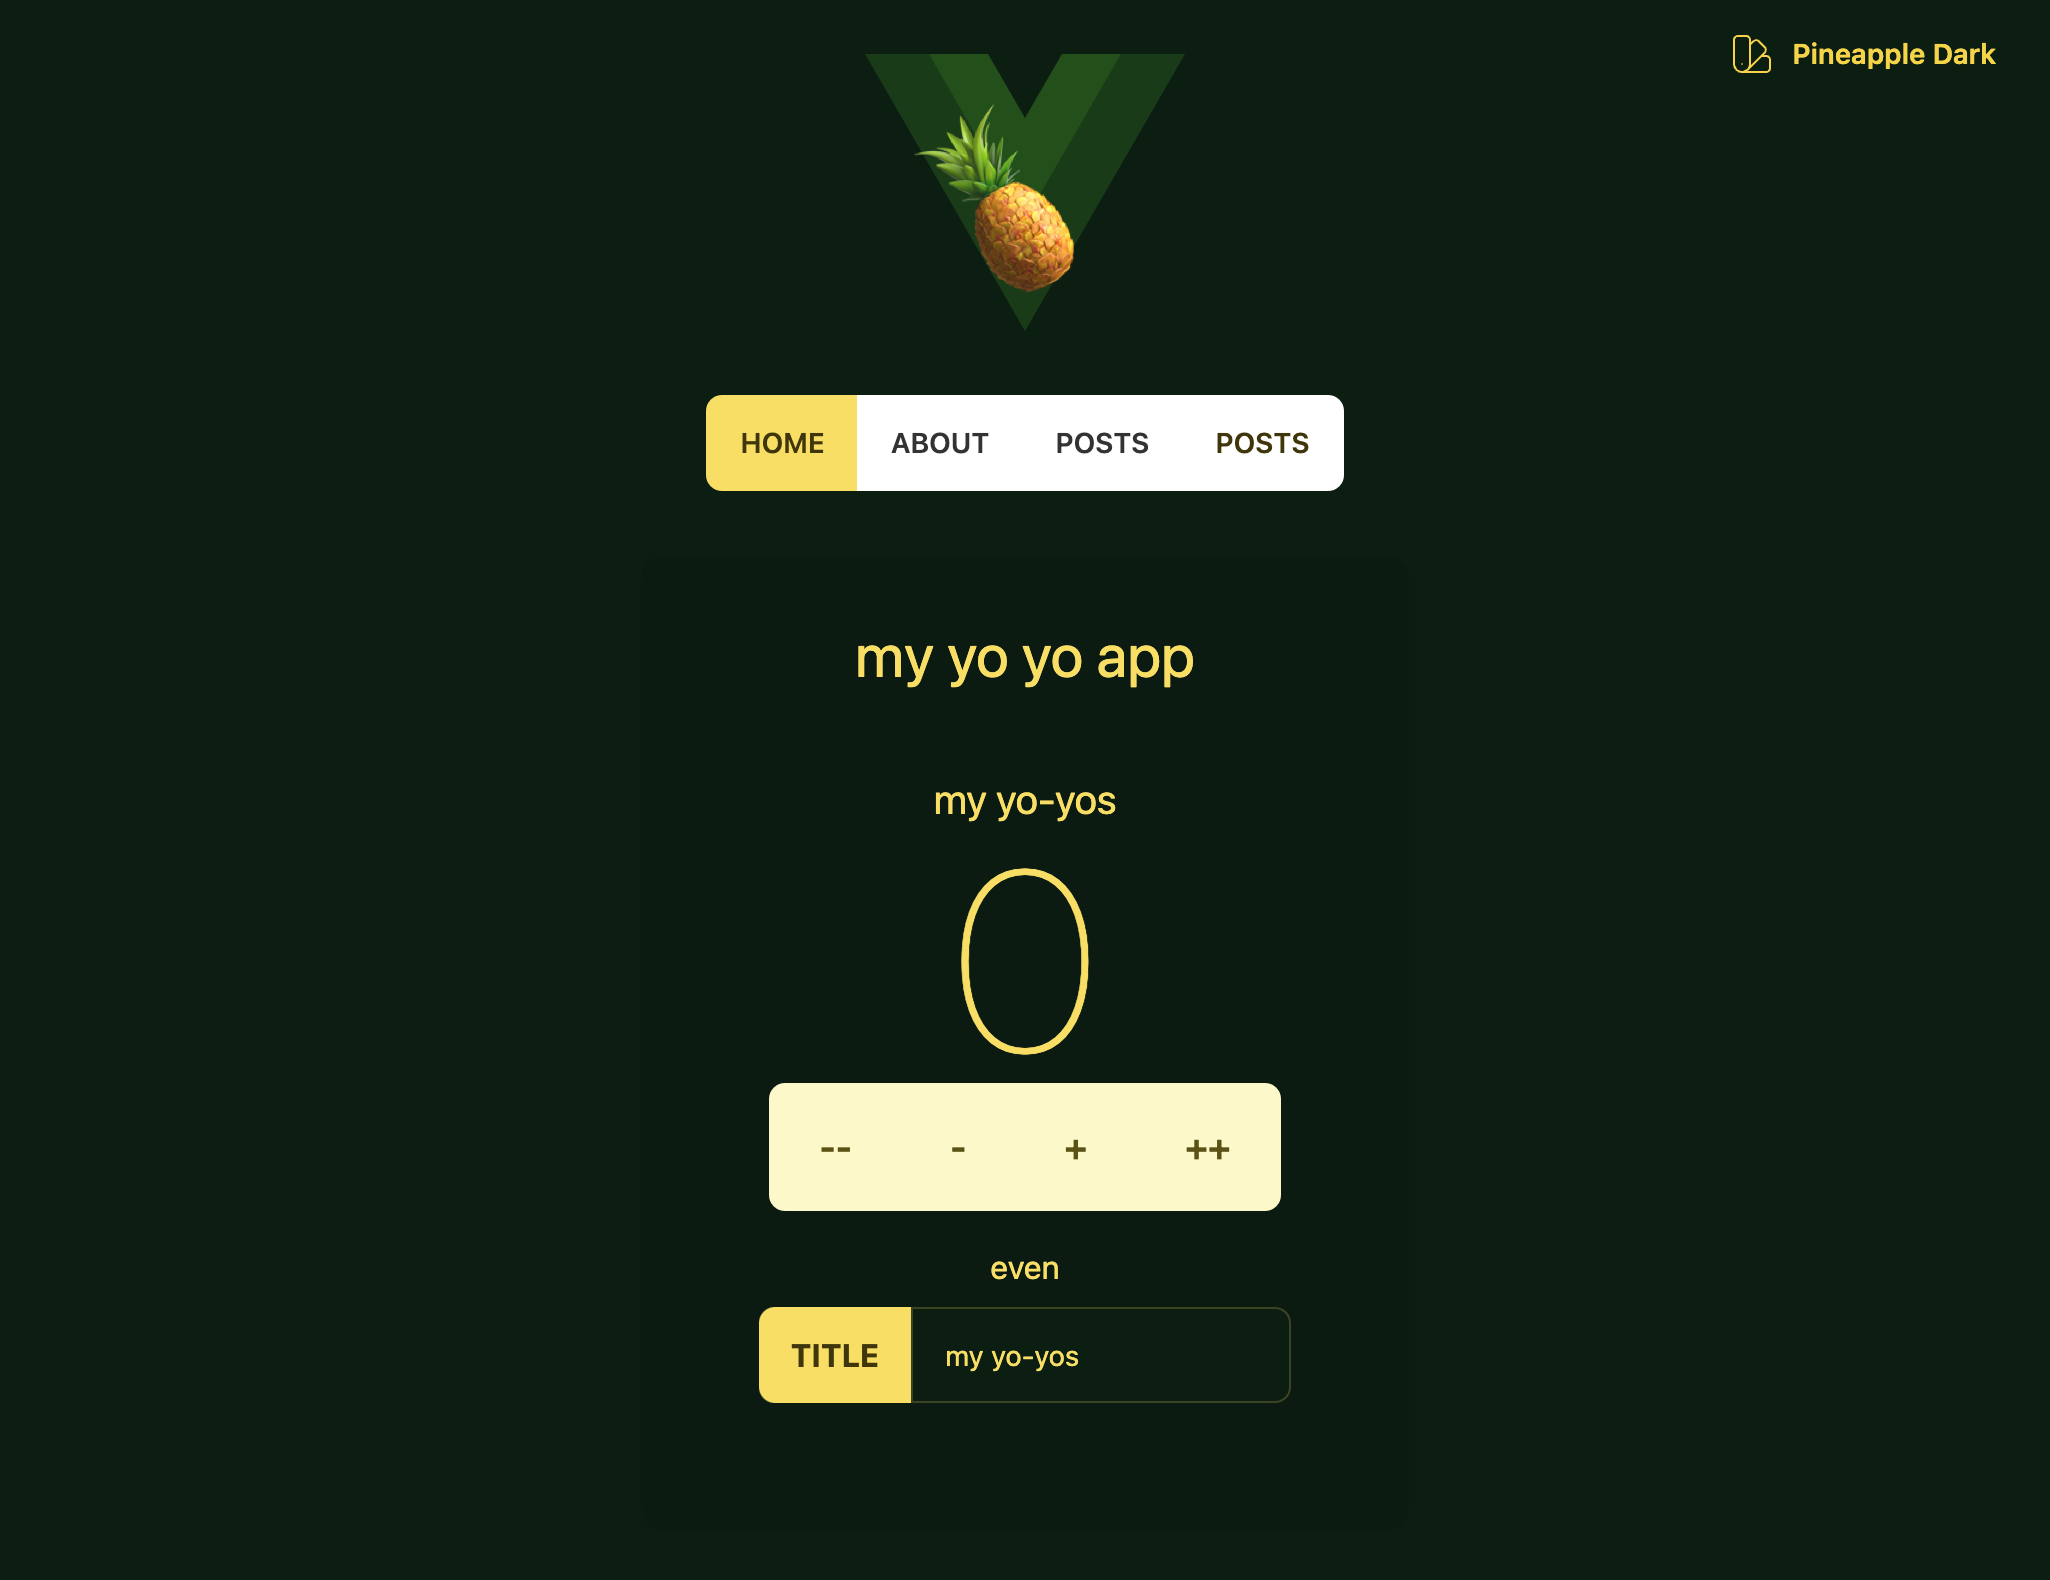 Pineapple Dark
HOME ABOUT POSTS POSTS
my yo yo app
my yo-yos
0
-- - + ++
even
TITLE my yo-yos